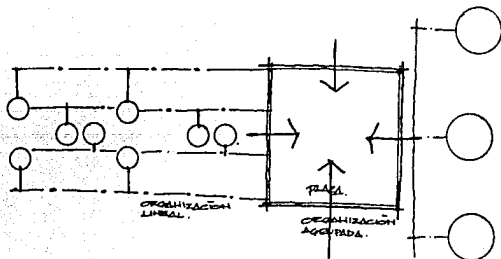 PLAZA.
ORGANIZACIÓN
LINEAL.
ORGANIZACIÓN
AGRUPADA.